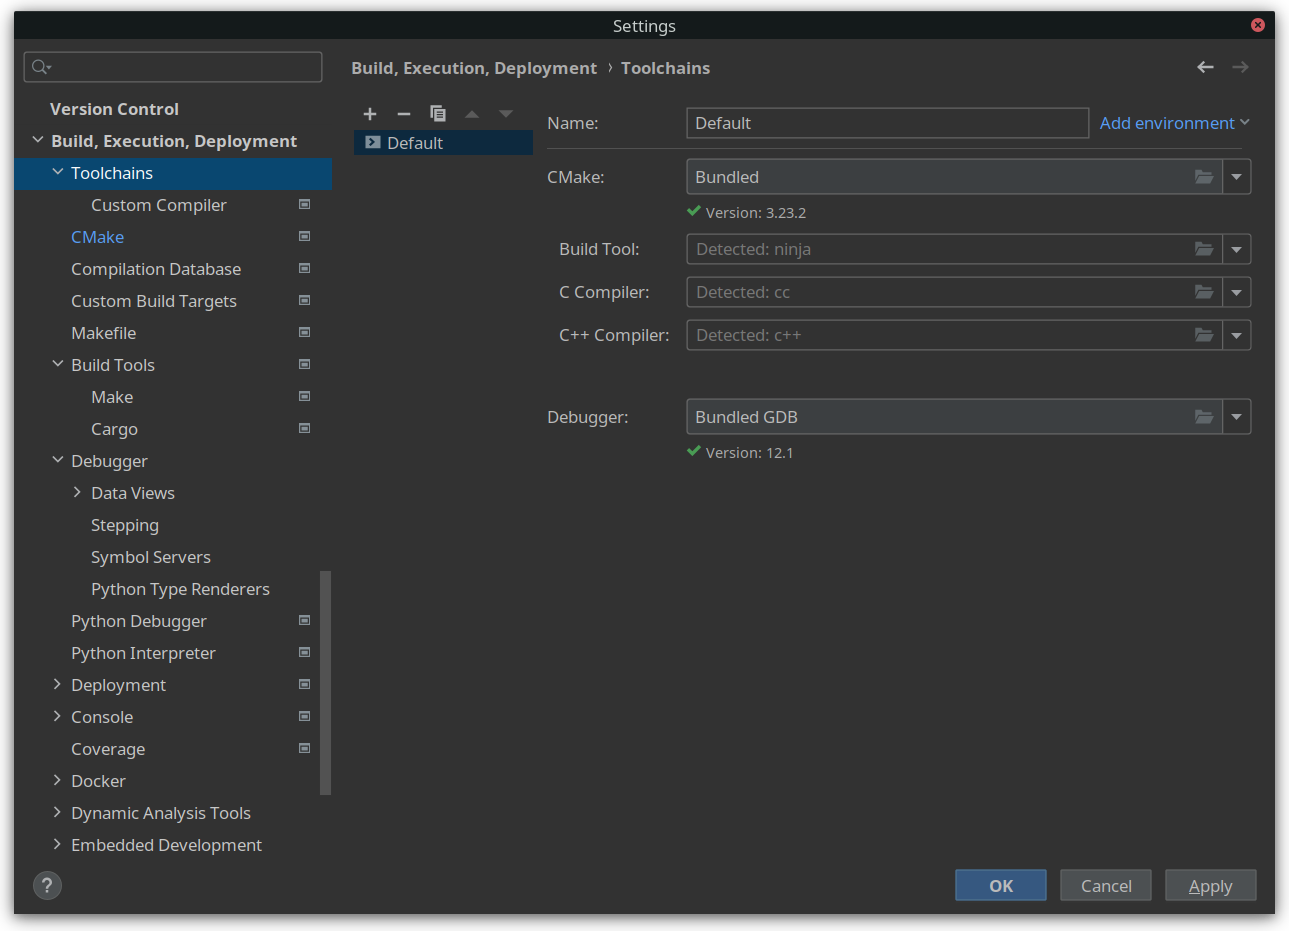 Settings
Version Control
Build, Execution, Deployment
Toolchains
Custom Compiler
CMake
Compilation Database
Custom Build Targets
Makefile
Build Tools
Make
Cargo
Debugger
Data Views
Stepping
Symbol Servers
Python Type Renderers
Python Debugger
Python Interpreter
Deployment
Console
Coverage
Docker
Dynamic Analysis Tools
Embedded Development
?
Build, Execution, Deployment › Toolchains
Default
Name: Default Add environment
CMake: Bundled
Version: 3.23.2
Build Tool: Detected: ninja
C Compiler: Detected: cc
C++ Compiler: Detected: c++
Debugger: Bundled GDB
Version: 12.1
OK Cancel Apply